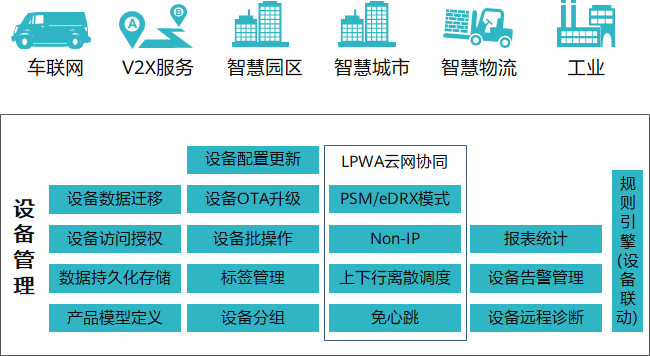 A
B
车联网
V2X服务
智慧园区
智慧城市
智慧物流
工业
设备管理
设备配置更新
LPWA云网协同
设备数据迁移
设备OTA升级
PSM/eDRX模式
设备访问授权
设备批操作
Non-IP
报表统计
数据持久化存储
标签管理
上下行离散调度
设备告警管理
产品模型定义
设备分组
免心跳
设备远程诊断
规则引擎(设备联动)